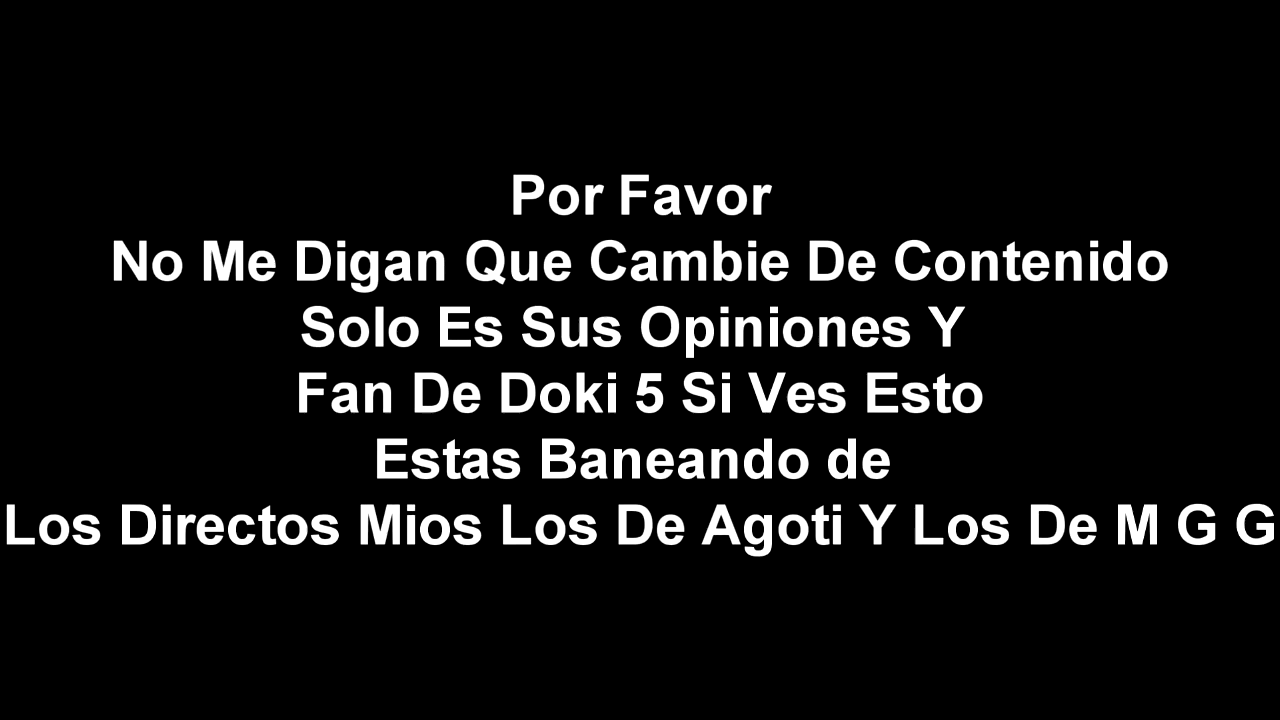 Por Favor
No Me Digan Que Cambie De Contenido
Solo Es Sus Opiniones Y
Fan De Doki 5 Si Ves Esto
Estas Baneando de
Los Directos Mios Los De Agoti Y Los De M G G